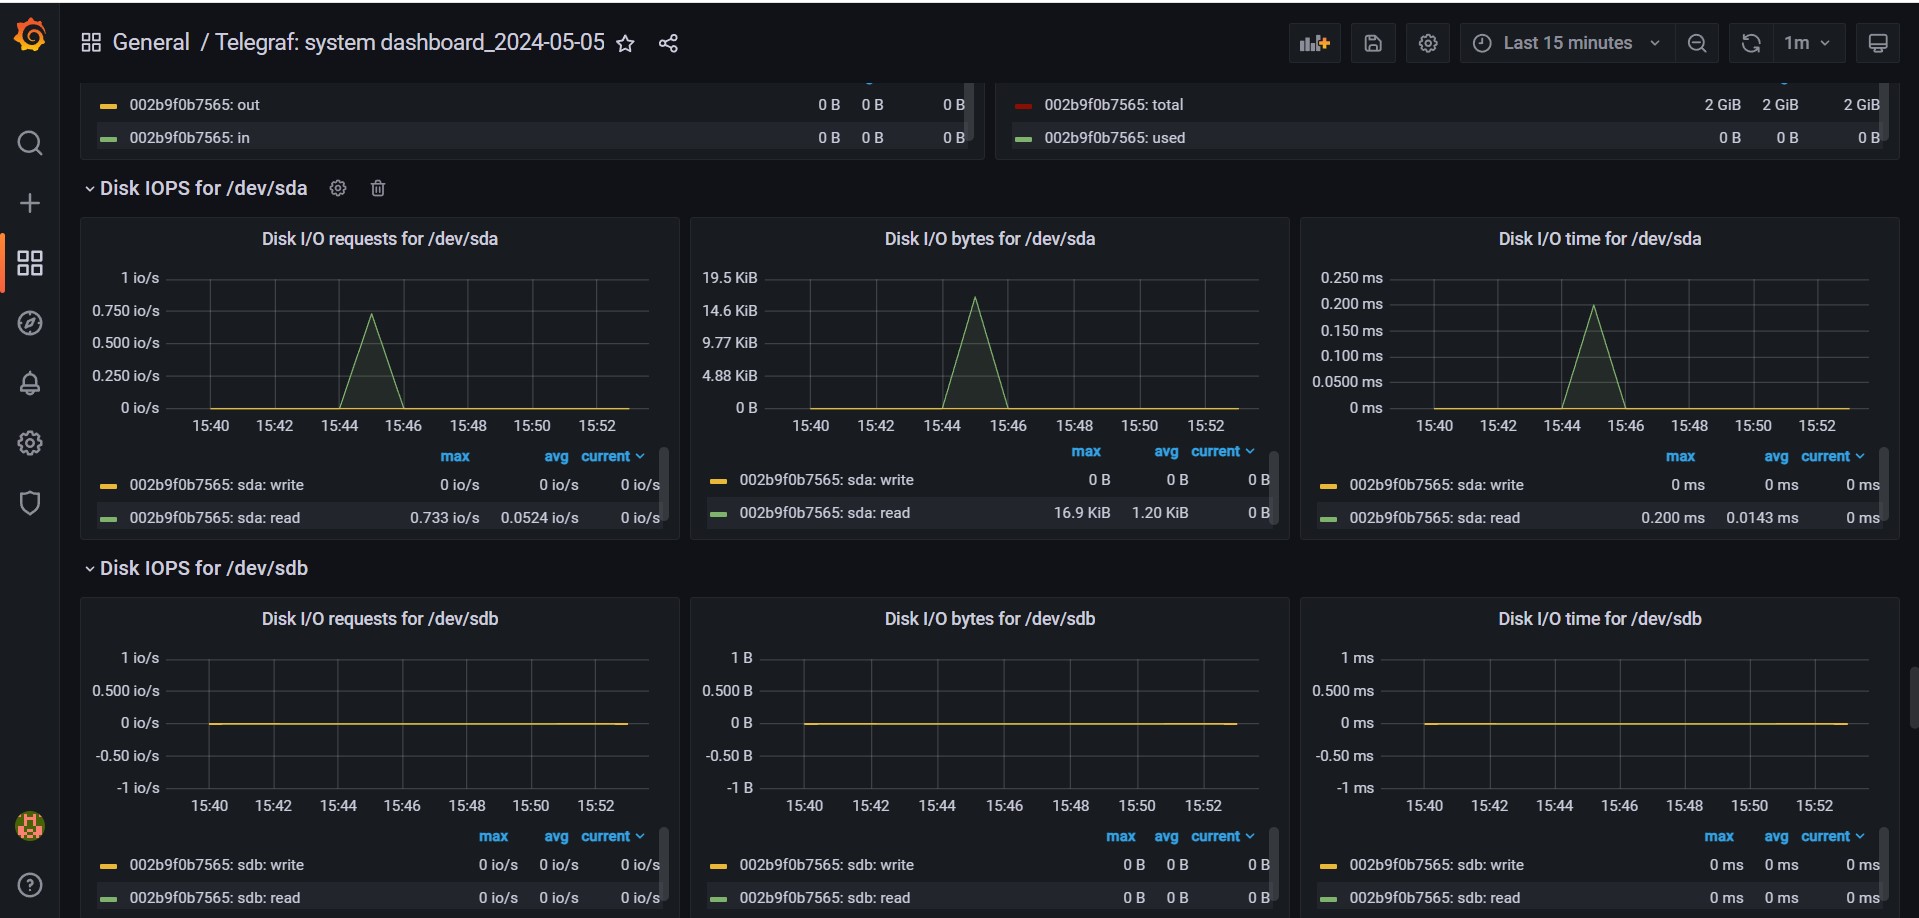 General / Telegraf: system dashboard_2024-05-05
Last 15 minutes
1m
002b9f0b7565: out 0 B 0 B 0 B
002b9f0b7565: in 0 B 0 B 0 B
002b9f0b7565: total 2 GiB 2 GiB 2 GiB
002b9f0b7565: used 0 B 0 B 0 B
Disk IOPS for /dev/sda
Disk I/O requests for /dev/sda
1 io/s
0.750 io/s
0.500 io/s
0.250 io/s
0 io/s
15:40 15:42 15:44 15:46 15:48 15:50 15:52
max avg current
002b9f0b7565: sda: write 0 io/s 0 io/s 0 io/s
002b9f0b7565: sda: read 0.733 io/s 0.0524 io/s 0 io/s
Disk I/O bytes for /dev/sda
19.5 KiB
14.6 KiB
9.77 KiB
4.88 KiB
0 B
15:40 15:42 15:44 15:46 15:48 15:50 15:52
max avg current
002b9f0b7565: sda: write 0 B 0 B 0 B
002b9f0b7565: sda: read 16.9 KiB 1.20 KiB 0 B
Disk I/O time for /dev/sda
0.250 ms
0.200 ms
0.150 ms
0.100 ms
0.0500 ms
0 ms
15:40 15:42 15:44 15:46 15:48 15:50 15:52
max avg current
002b9f0b7565: sda: write 0 ms 0 ms 0 ms
002b9f0b7565: sda: read 0.200 ms 0.0143 ms 0 ms
Disk IOPS for /dev/sdb
Disk I/O requests for /dev/sdb
1 io/s
0.500 io/s
0 io/s
-0.50 io/s
-1 io/s
15:40 15:42 15:44 15:46 15:48 15:50 15:52
max avg current
002b9f0b7565: sdb: write 0 io/s 0 io/s 0 io/s
002b9f0b7565: sdb: read 0 io/s 0 io/s 0 io/s
Disk I/O bytes for /dev/sdb
1 B
0.500 B
0 B
-0.50 B
-1 B
15:40 15:42 15:44 15:46 15:48 15:50 15:52
max avg current
002b9f0b7565: sdb: write 0 B 0 B 0 B
002b9f0b7565: sdb: read 0 B 0 B 0 B
Disk I/O time for /dev/sdb
1 ms
0.500 ms
0 ms
-0.50 ms
-1 ms
15:40 15:42 15:44 15:46 15:48 15:50 15:52
max avg current
002b9f0b7565: sdb: write 0 ms 0 ms 0 ms
002b9f0b7565: sdb: read 0 ms 0 ms 0 ms